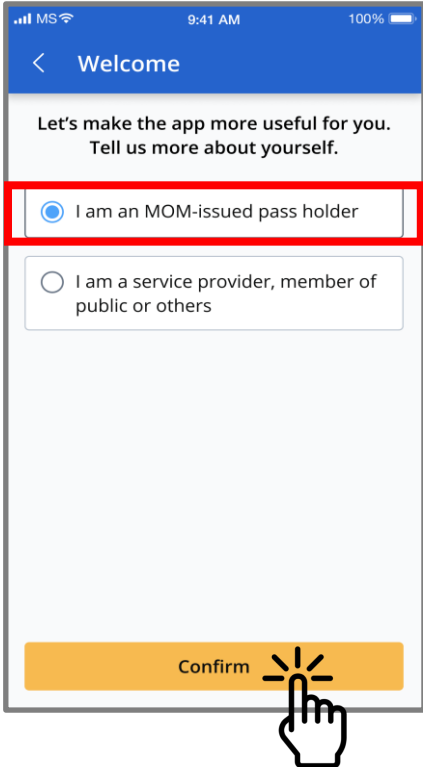 MS 9:41 AM 100%
Welcome
Let's make the app more useful for you.
Tell us more about yourself.
I am an MOM-issued pass holder
I am a service provider, member of
public or others
Confirm